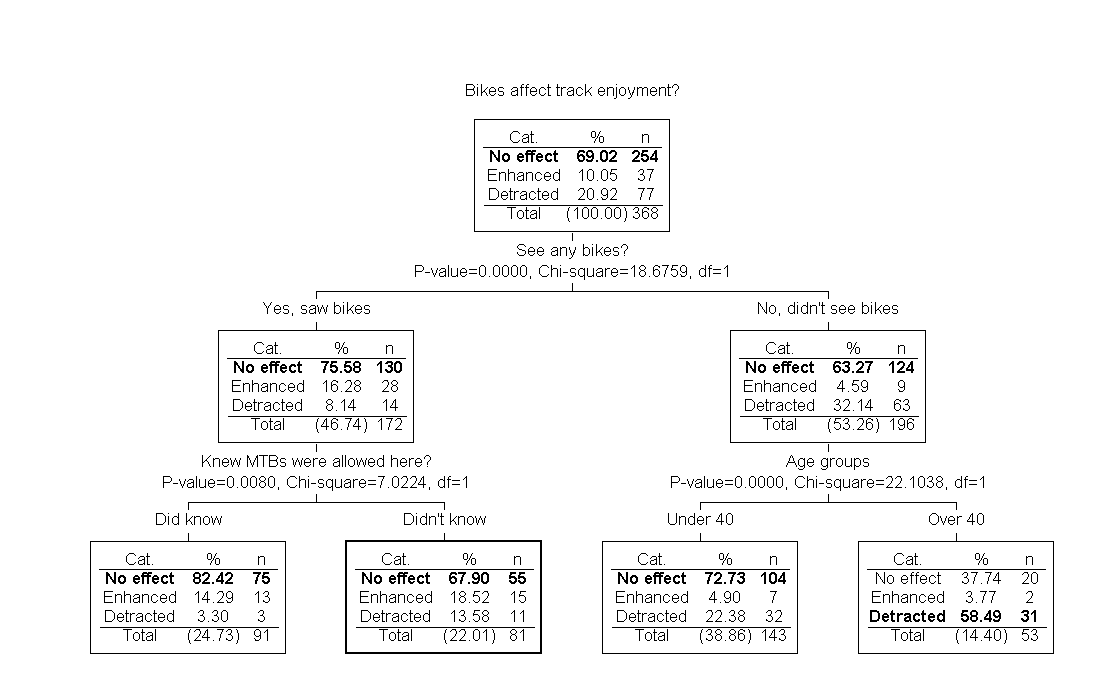 Bikes affect track enjoyment?
Cat. % n
No effect 69.02 254
Enhanced 10.05 37
Detracted 20.92 77
Total (100.00) 368
See any bikes?
P-value=0.0000, Chi-square=18.6759, df=1
Yes, saw bikes
Cat. % n
No effect 75.58 130
Enhanced 16.28 28
Detracted 8.14 14
Total (46.74) 172
No, didn't see bikes
Cat. % n
No effect 63.27 124
Enhanced 4.59 9
Detracted 32.14 63
Total (53.26) 196
Knew MTBs were allowed here?
P-value=0.0080, Chi-square=7.0224, df=1
Age groups
P-value=0.0000, Chi-square=22.1038, df=1
Did know
Cat. % n
No effect 82.42 75
Enhanced 14.29 13
Detracted 3.30 3
Total (24.73) 91
Didn't know
Cat. % n
No effect 67.90 55
Enhanced 18.52 15
Detracted 13.58 11
Total (22.01) 81
Under 40
Cat. % n
No effect 72.73 104
Enhanced 4.90 7
Detracted 22.38 32
Total (38.86) 143
Over 40
Cat. % n
No effect 37.74 20
Enhanced 3.77 2
Detracted 58.49 31
Total (14.40) 53